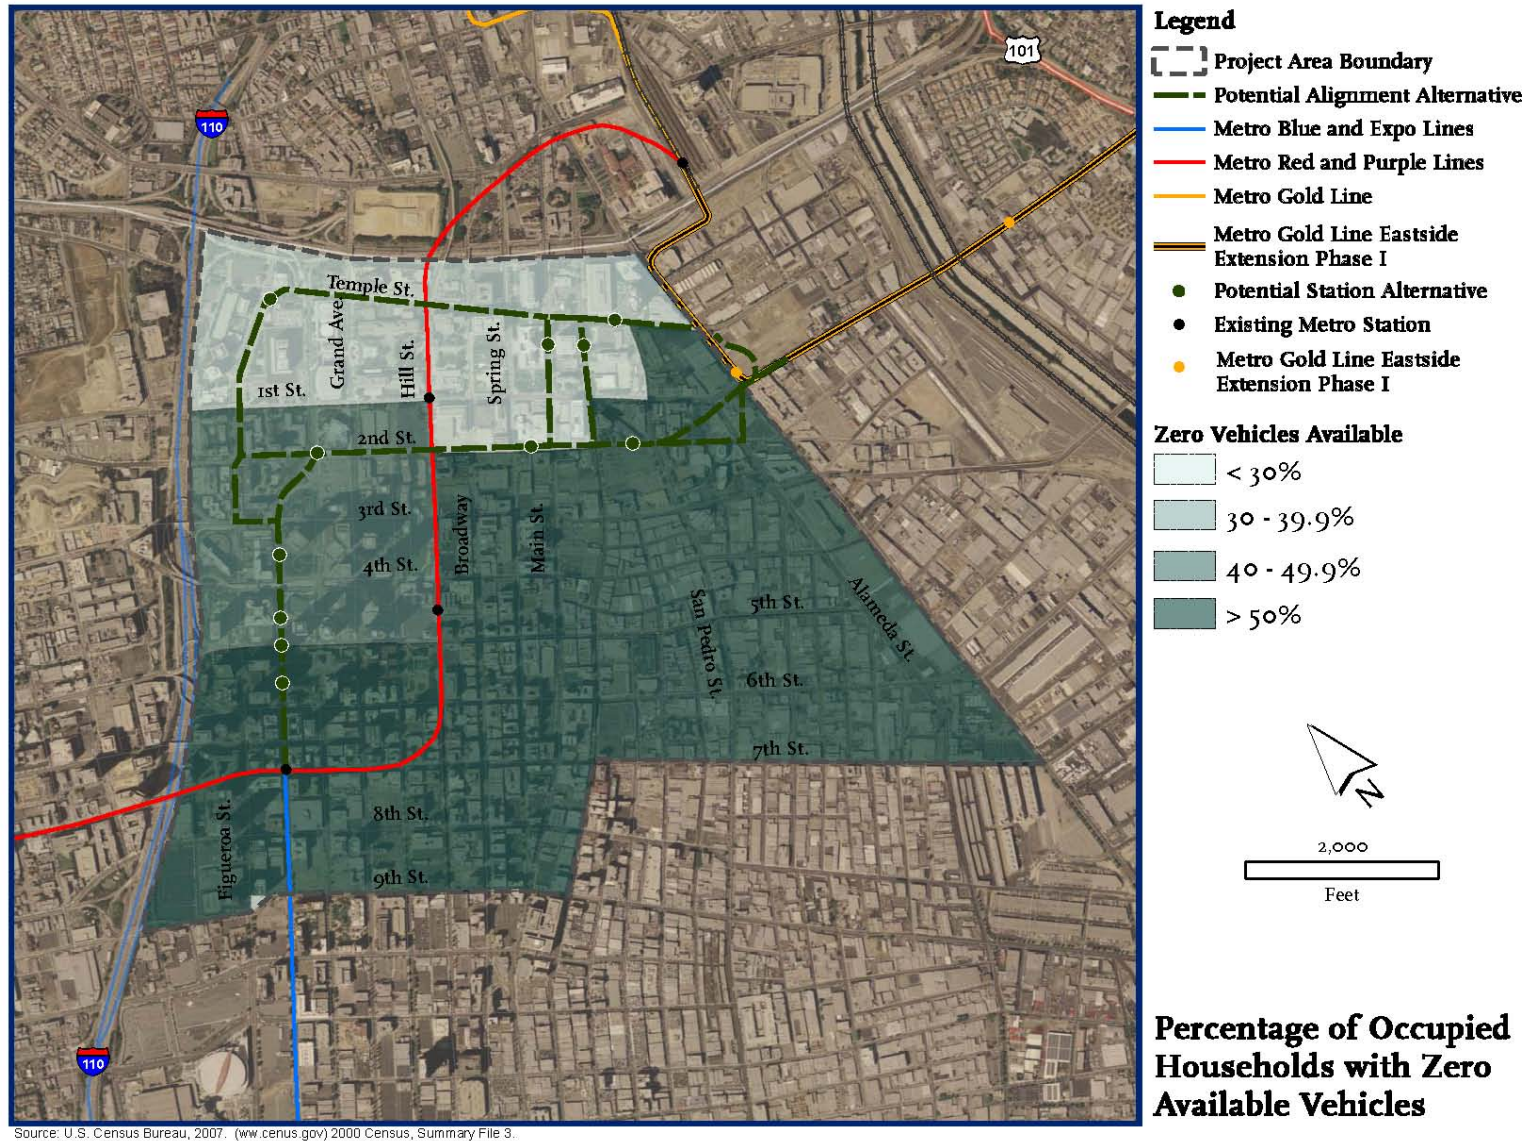 101
110
Temple St.
Grand Ave.
Hill St.
Spring St.
1st St.
2nd St.
3rd St.
Broadway
Main St.
4th St.
San Pedro St.
5th St.
Alameda St.
6th St.
7th St.
Figueroa St.
8th St.
9th St.
110
Source: U.S. Census Bureau, 2007. (ww.cenus.gov) 2000 Census, Summary File 3.
Legend
Project Area Boundary
Potential Alignment Alternative
Metro Blue and Expo Lines
Metro Red and Purple Lines
Metro Gold Line
Metro Gold Line Eastside
Extension Phase I
Potential Station Alternative
Existing Metro Station
Metro Gold Line Eastside
Extension Phase I
Zero Vehicles Available
< 30%
30 - 39.9%
40 - 49.9%
> 50%
N
2,000
Feet
Percentage of Occupied
Households with Zero
Available Vehicles